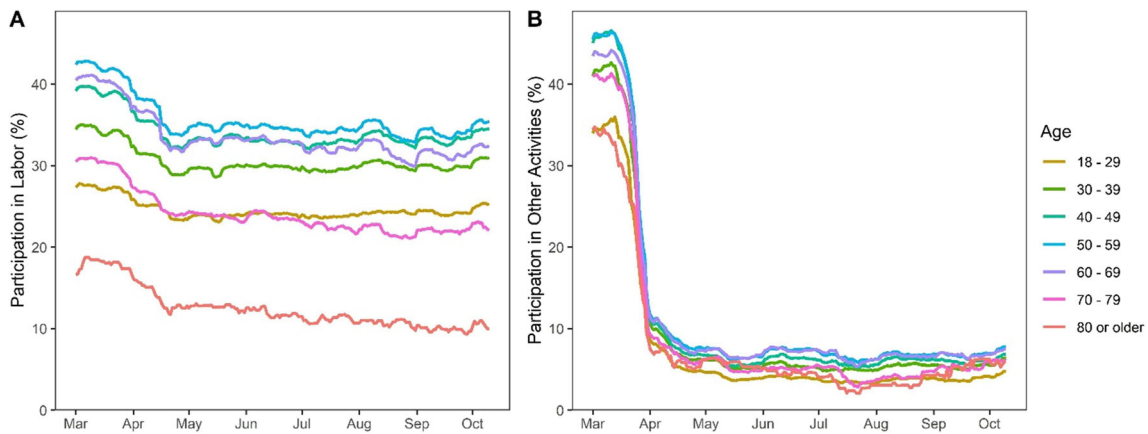 A
Participation in Labor (%)
40
30
20
10
0
Mar Apr May Jun Jul Aug Sep Oct
B
Participation in Other Activities (%)
40
30
20
10
0
Mar Apr May Jun Jul Aug Sep Oct
Age
18 - 29
30 - 39
40 - 49
50 - 59
60 - 69
70 - 79
80 or older